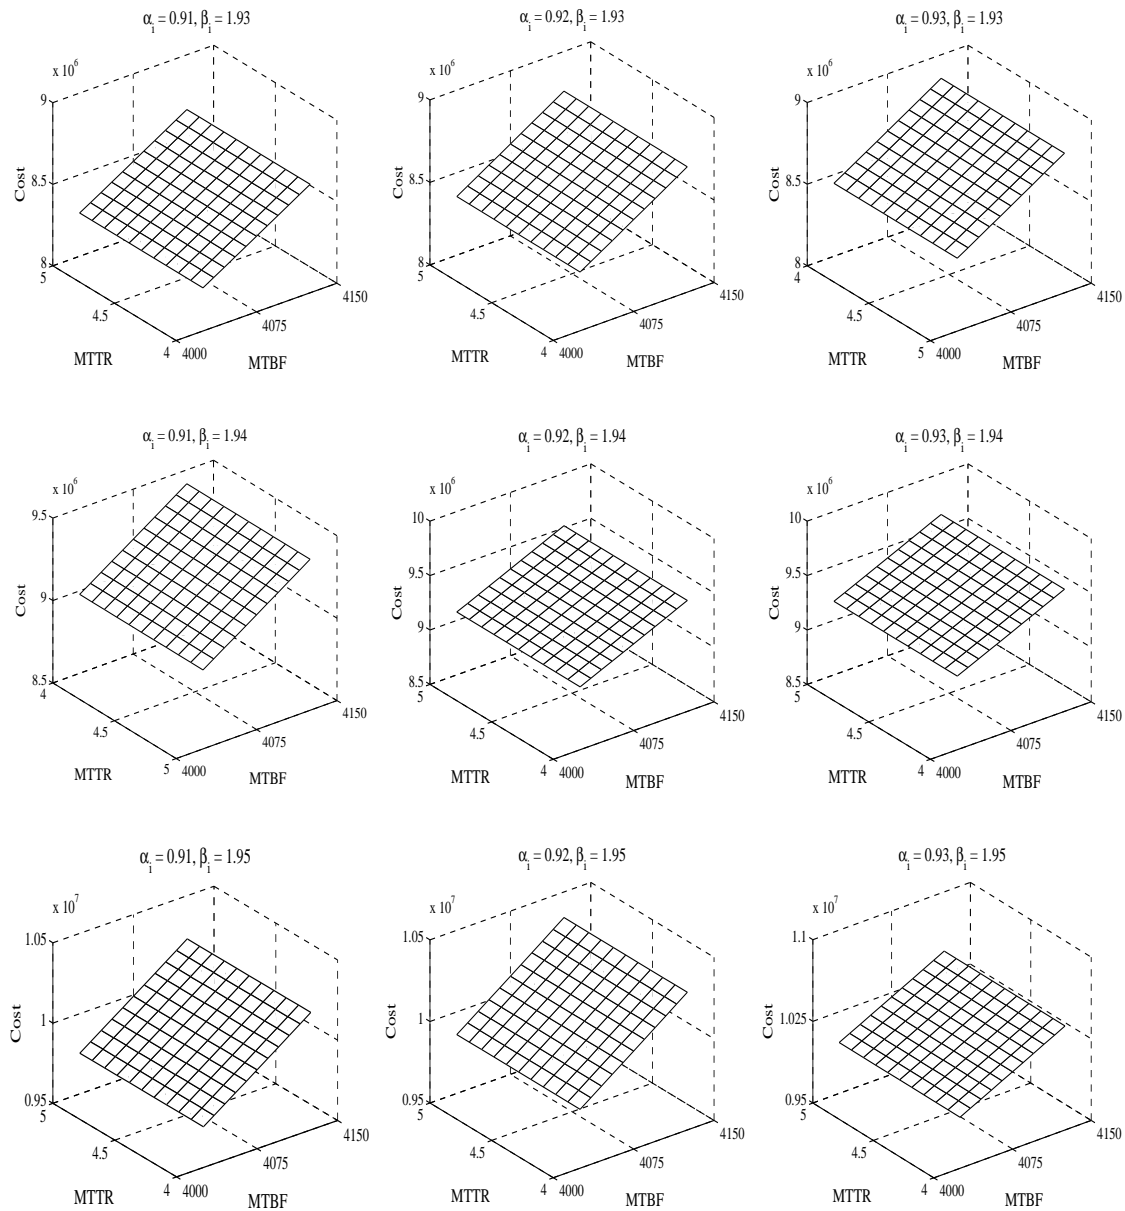 αi = 0.91, βi = 1.93
x 10^6
9
8.5
8
Cost
5
4.5
4
MTTR
4000
4075
4150
MTBF
αi = 0.92, βi = 1.93
x 10^6
9
8.5
8
Cost
5
4.5
4
MTTR
4000
4075
4150
MTBF
αi = 0.93, βi = 1.93
x 10^6
9
8.5
8
Cost
4
4.5
5
MTTR
4000
4075
4150
MTBF
αi = 0.91, βi = 1.94
x 10^6
9.5
9
8.5
Cost
4
4.5
5
MTTR
4000
4075
4150
MTBF
αi = 0.92, βi = 1.94
x 10^6
10
9.5
9
8.5
Cost
5
4.5
4
MTTR
4000
4075
4150
MTBF
αi = 0.93, βi = 1.94
x 10^6
10
9.5
9
8.5
Cost
5
4.5
4
MTTR
4000
4075
4150
MTBF
αi = 0.91, βi = 1.95
x 10^7
1.05
1
0.95
Cost
5
4.5
4
MTTR
4000
4075
4150
MTBF
αi = 0.92, βi = 1.95
x 10^7
1.05
1
0.95
Cost
5
4.5
4
MTTR
4000
4075
4150
MTBF
αi = 0.93, βi = 1.95
x 10^7
1.1
1.025
0.95
Cost
5
4.5
4
MTTR
4000
4075
4150
MTBF